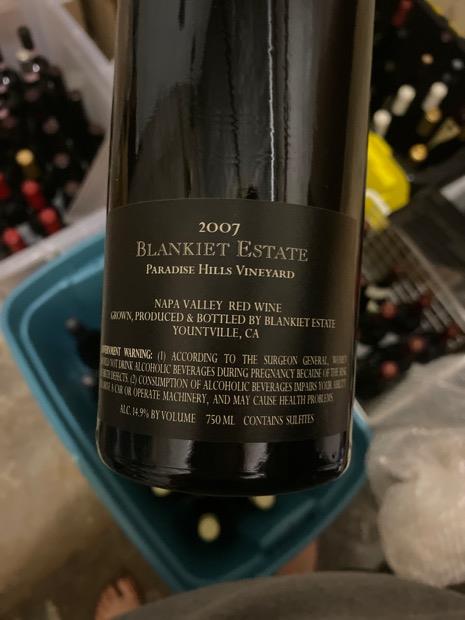 2007
BLANKIET ESTATE
PARADISE HILLS VINEYARD
NAPA VALLEY RED WINE
GROWN, PRODUCED & BOTTLED BY BLANKIET ESTATE
YOUNTVILLE, CA
WARNING: (1) ACCORDING TO THE SURGEON GENERAL, WOMEN
NOT DRINK ALCOHOLIC BEVERAGES DURING PREGNANCY BECAUSE OF THE RISK
DEFECTS. (2) CONSUMPTION OF ALCOHOLIC BEVERAGES IMPAIRS YOUR ABILITY
A CAR OR OPERATE MACHINERY, AND MAY CAUSE HEALTH PROBLEMS
ALC. 14.9% BY VOLUME 750 ML CONTAINS SULFITES